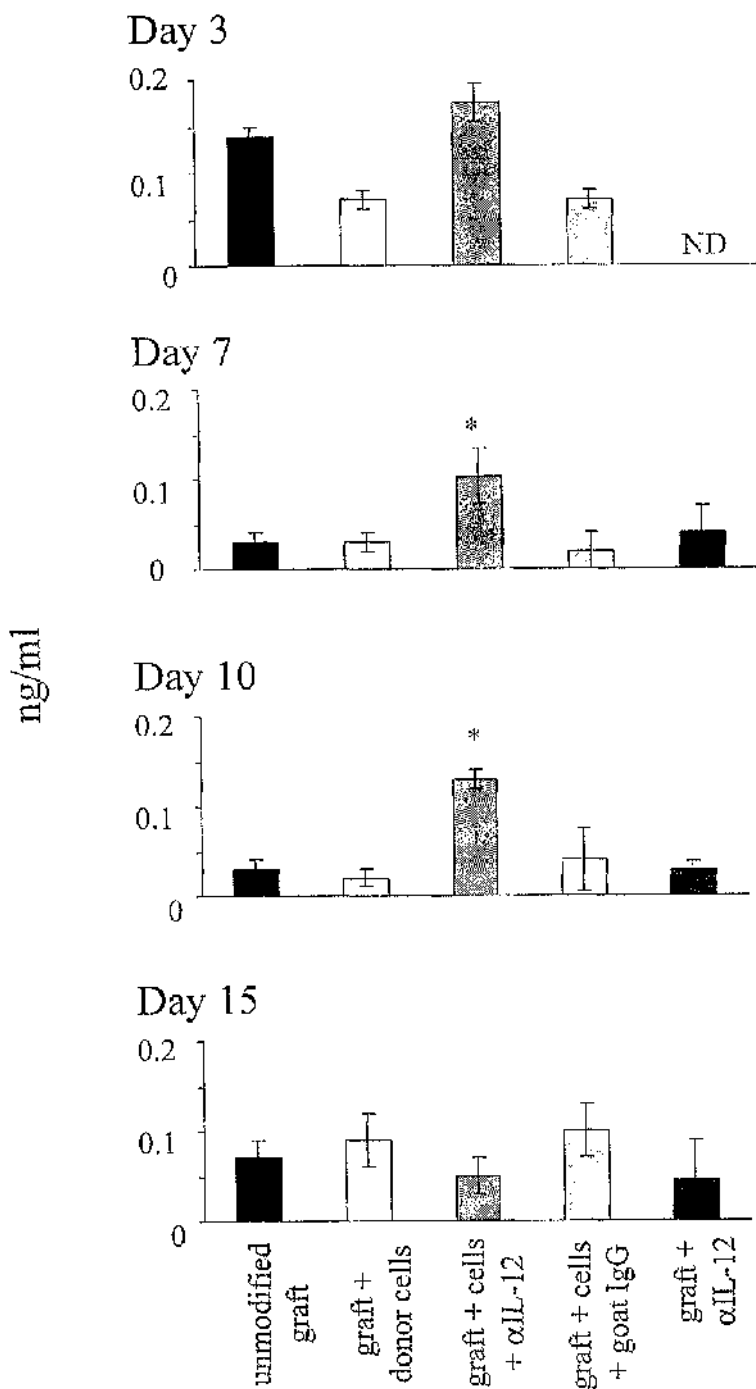 Day 3
0.2
0.1
0
ND
Day 7
0.2
0.1
0
*
Day 10
0.2
0.1
0
*
Day 15
0.2
0.1
0
ng/ml
unmodified
graft
graft +
donor cells
graft + cells
+ αIL-12
graft + cells
+ goat IgG
graft +
αIL-12